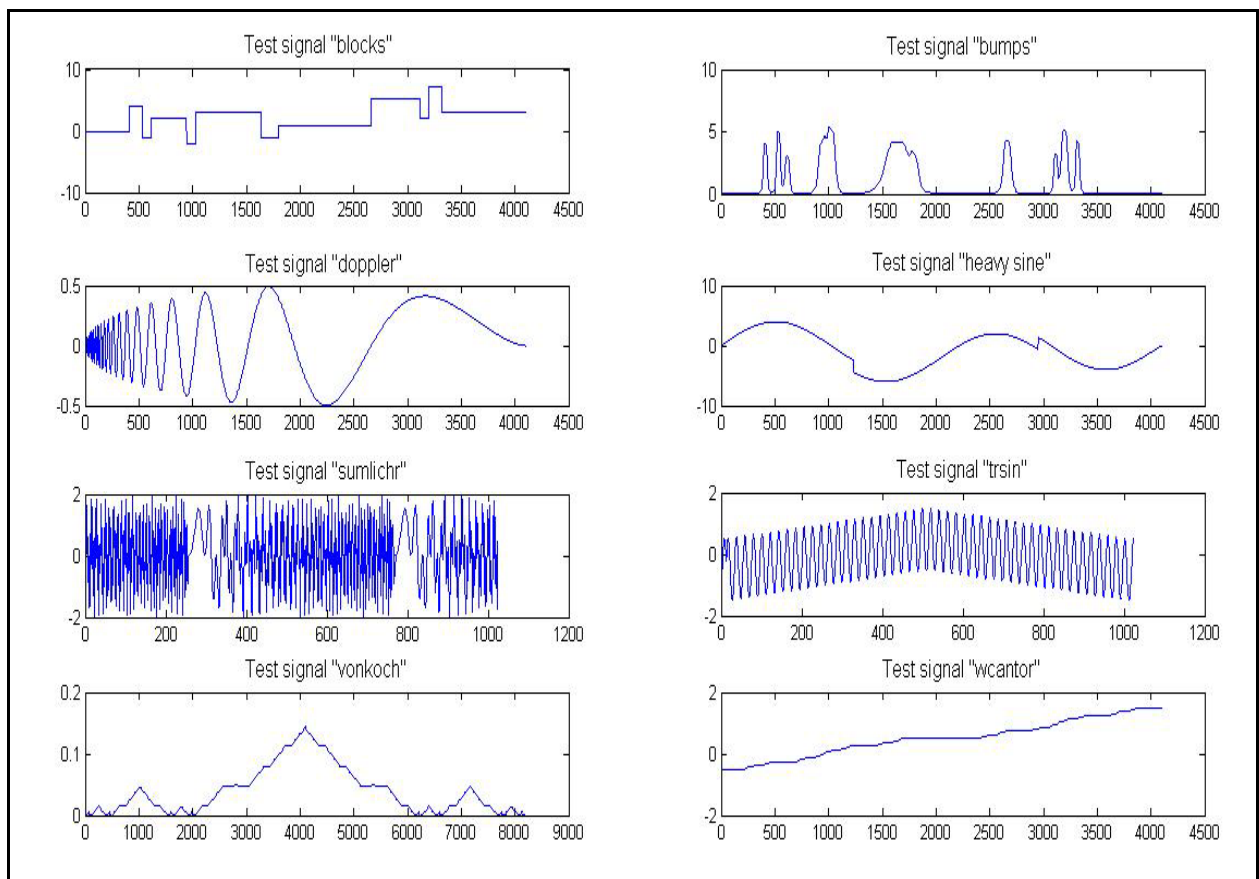 Test signal "blocks"
10
0
-10
0 500 1000 1500 2000 2500 3000 3500 4000 4500
Test signal "bumps"
10
5
0
0 500 1000 1500 2000 2500 3000 3500 4000 4500
Test signal "doppler"
0.5
0
-0.5
0 500 1000 1500 2000 2500 3000 3500 4000 4500
Test signal "heavy sine"
10
0
-10
0 500 1000 1500 2000 2500 3000 3500 4000 4500
Test signal "sumlichr"
2
0
-2
0 200 400 600 800 1000 1200
Test signal "trsin"
2
0
-2
0 200 400 600 800 1000 1200
Test signal "vonkoch"
0.2
0.1
0
0 1000 2000 3000 4000 5000 6000 7000 8000 9000
Test signal "wcantor"
2
0
-2
0 500 1000 1500 2000 2500 3000 3500 4000 4500